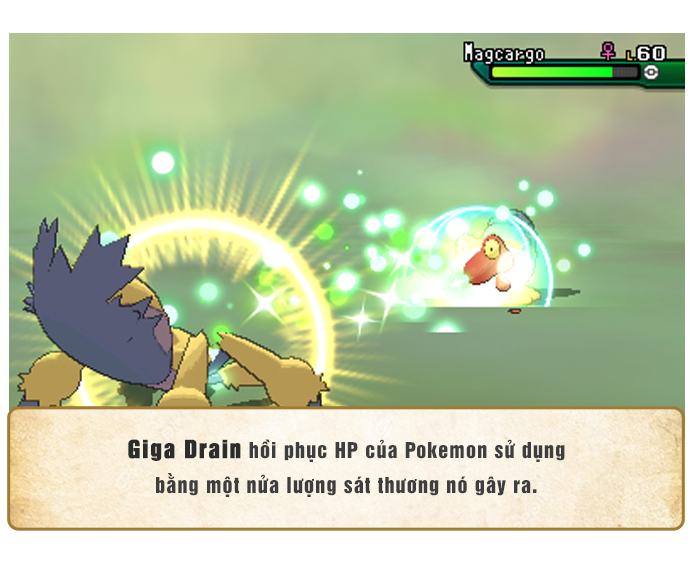 Magcargo ♀ L60
Giga Drain hồi phục HP của Pokemon sử dụng
bằng một nửa lượng sát thương nó gây ra.